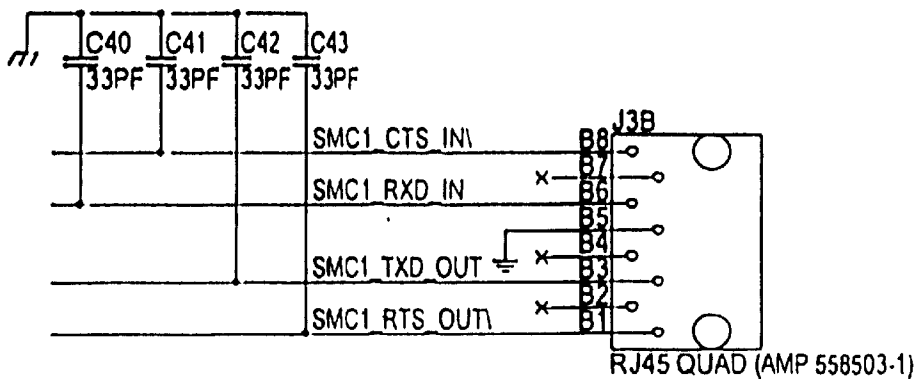 C40 C41 C42 C43
33PF 33PF 33PF 33PF
J3B
SMC1_CTS_IN\ B8
B7
SMC1_RXD_IN B6
B5
B4
SMC1_TXD_OUT B3
B2
SMC1_RTS_OUT\ B1
RJ45 QUAD (AMP 558503-1)